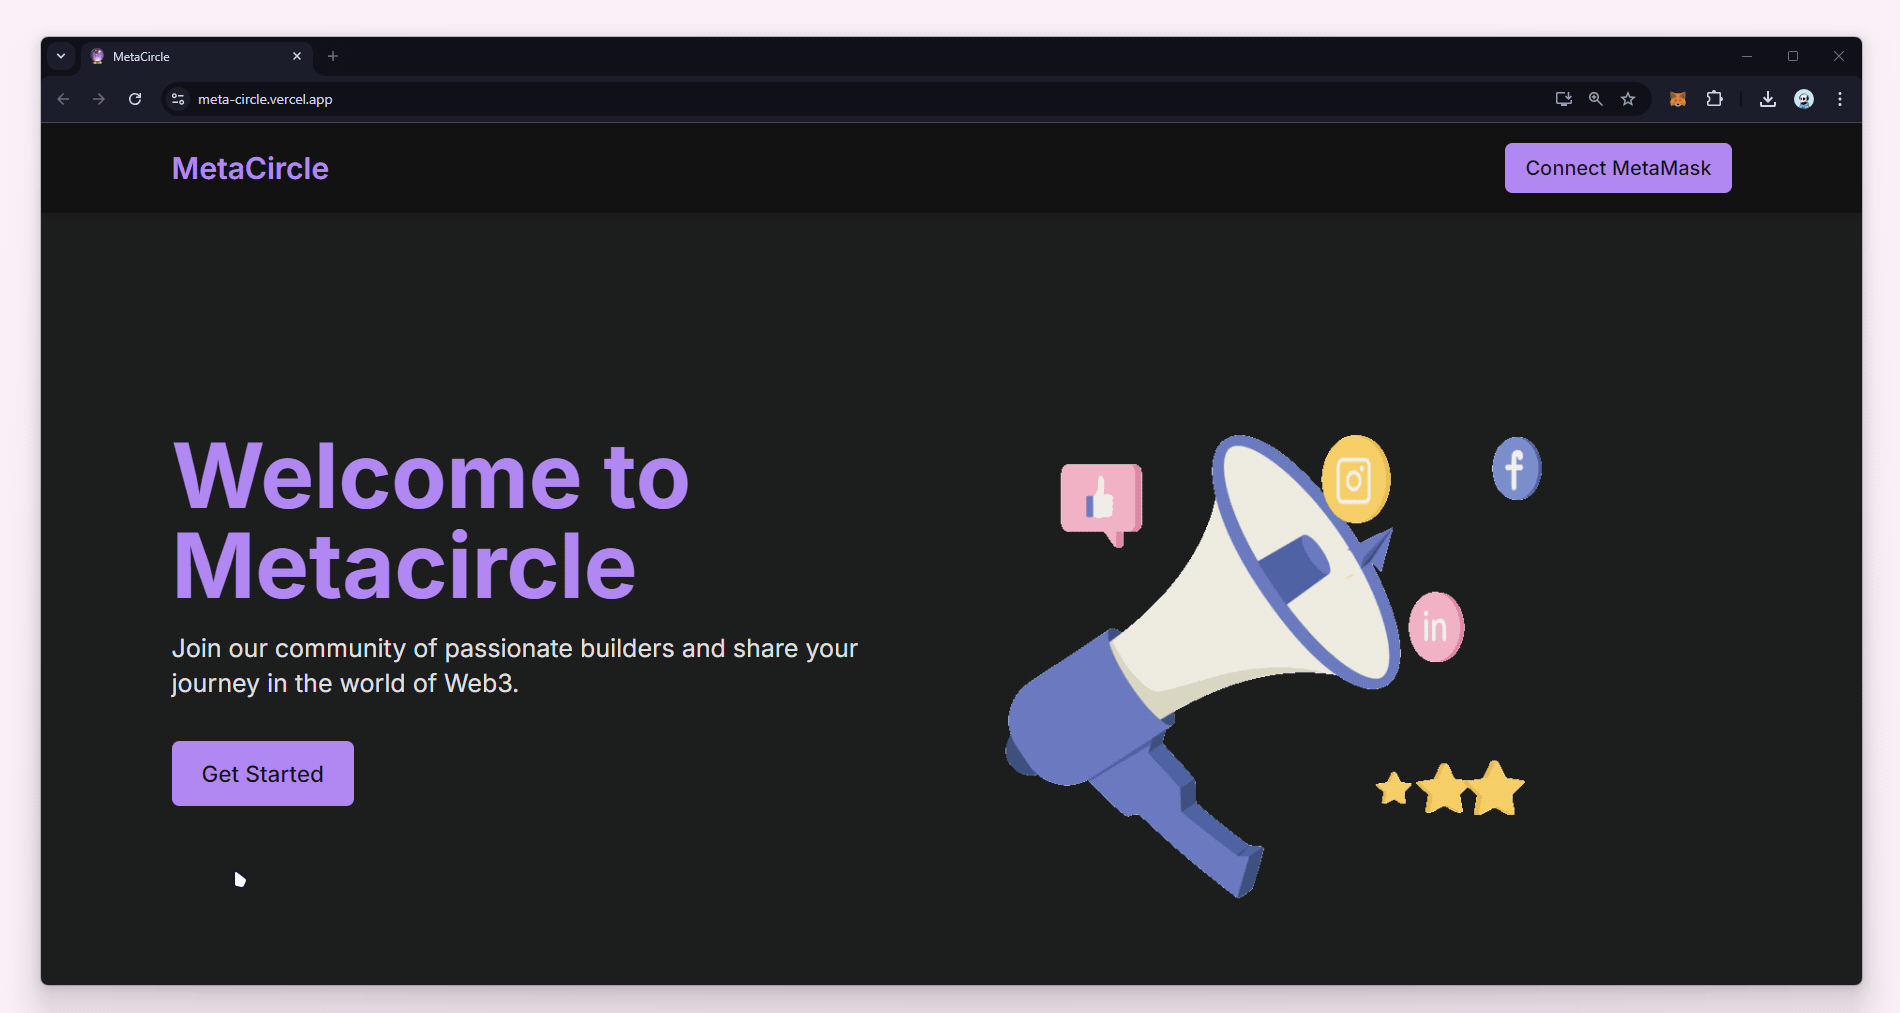 MetaCircle
meta-circle.vercel.app
MetaCircle
Connect MetaMask
Welcome to
Metacircle
Join our community of passionate builders and share your
journey in the world of Web3.
Get Started
f
in